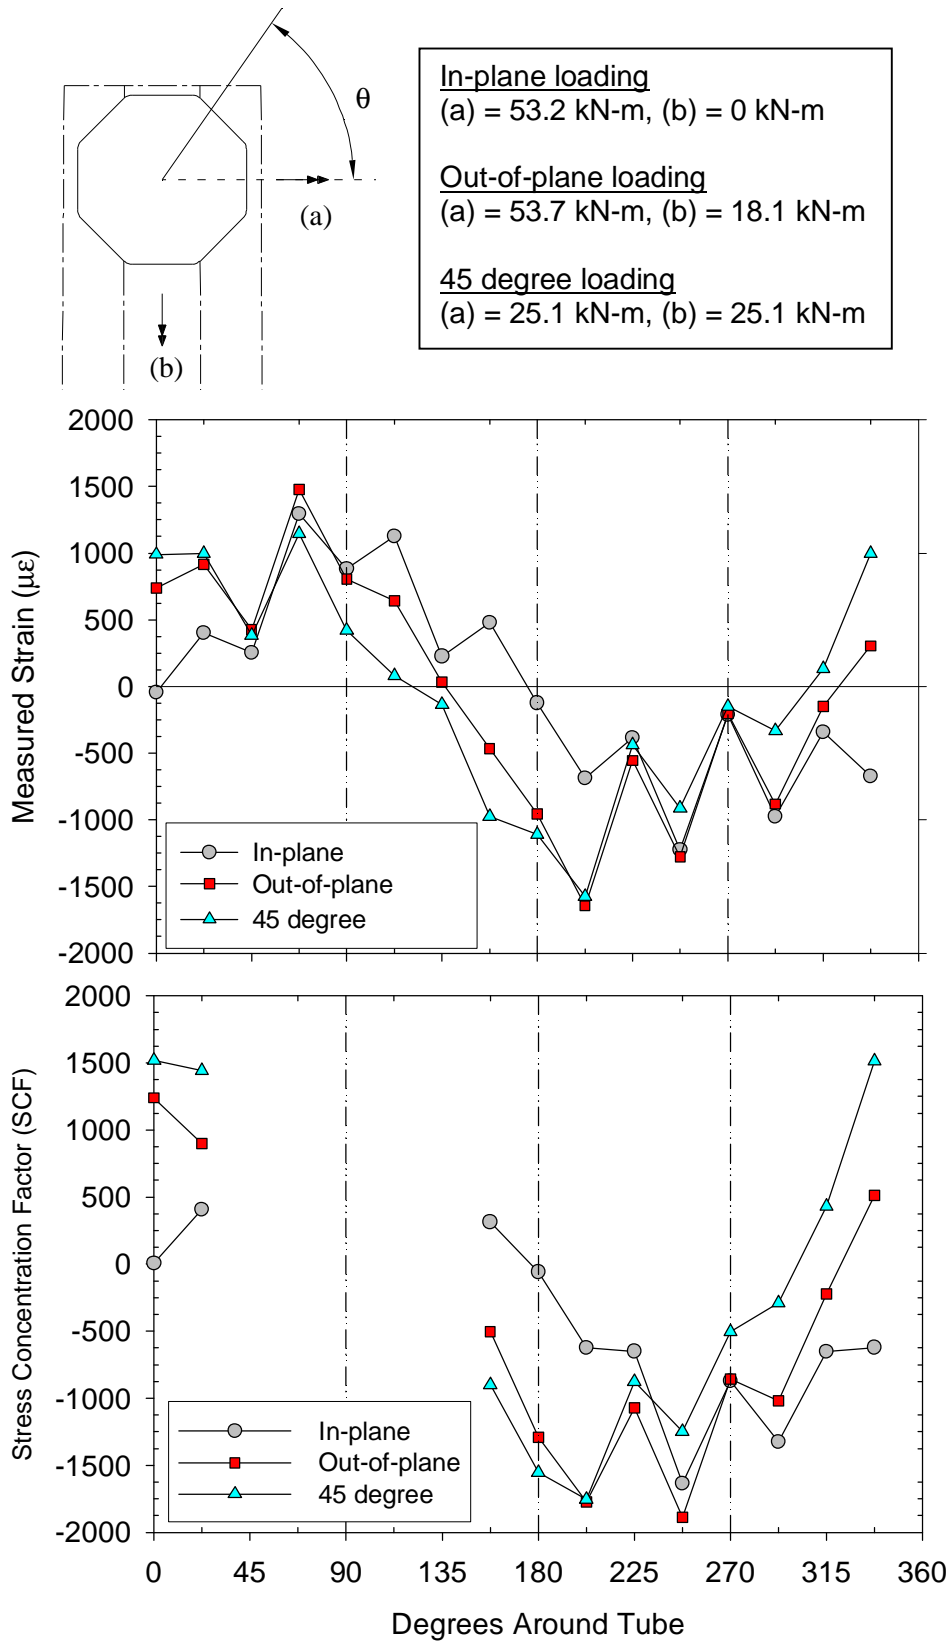 θ
(a)
(b)
In-plane loading
(a) = 53.2 kN-m, (b) = 0 kN-m
Out-of-plane loading
(a) = 53.7 kN-m, (b) = 18.1 kN-m
45 degree loading
(a) = 25.1 kN-m, (b) = 25.1 kN-m
Measured Strain (με)
2000
1500
1000
500
0
-500
-1000
-1500
-2000
In-plane
Out-of-plane
45 degree
Stress Concentration Factor (SCF)
2000
1500
1000
500
0
-500
-1000
-1500
-2000
In-plane
Out-of-plane
45 degree
0 45 90 135 180 225 270 315 360
Degrees Around Tube